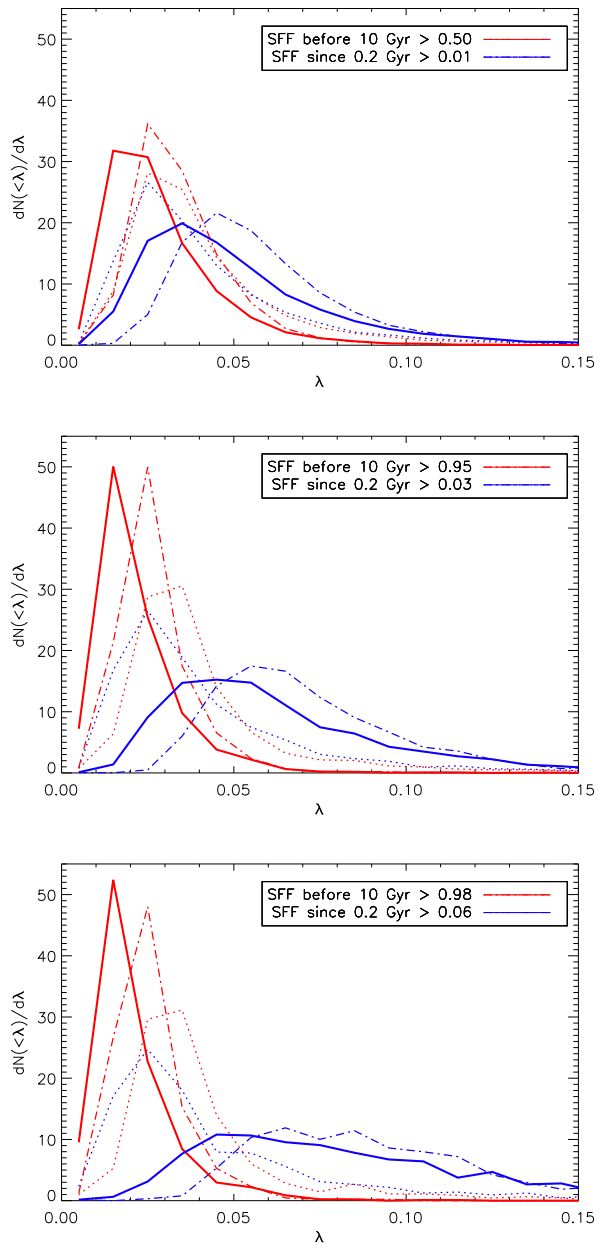 50
40
30
20
10
0
dN(<λ)/dλ
SFF before 10 Gyr > 0.50
SFF since 0.2 Gyr > 0.01
0.00 0.05 0.10 0.15
λ
50
40
30
20
10
0
dN(<λ)/dλ
SFF before 10 Gyr > 0.95
SFF since 0.2 Gyr > 0.03
0.00 0.05 0.10 0.15
λ
50
40
30
20
10
0
dN(<λ)/dλ
SFF before 10 Gyr > 0.98
SFF since 0.2 Gyr > 0.06
0.00 0.05 0.10 0.15
λ